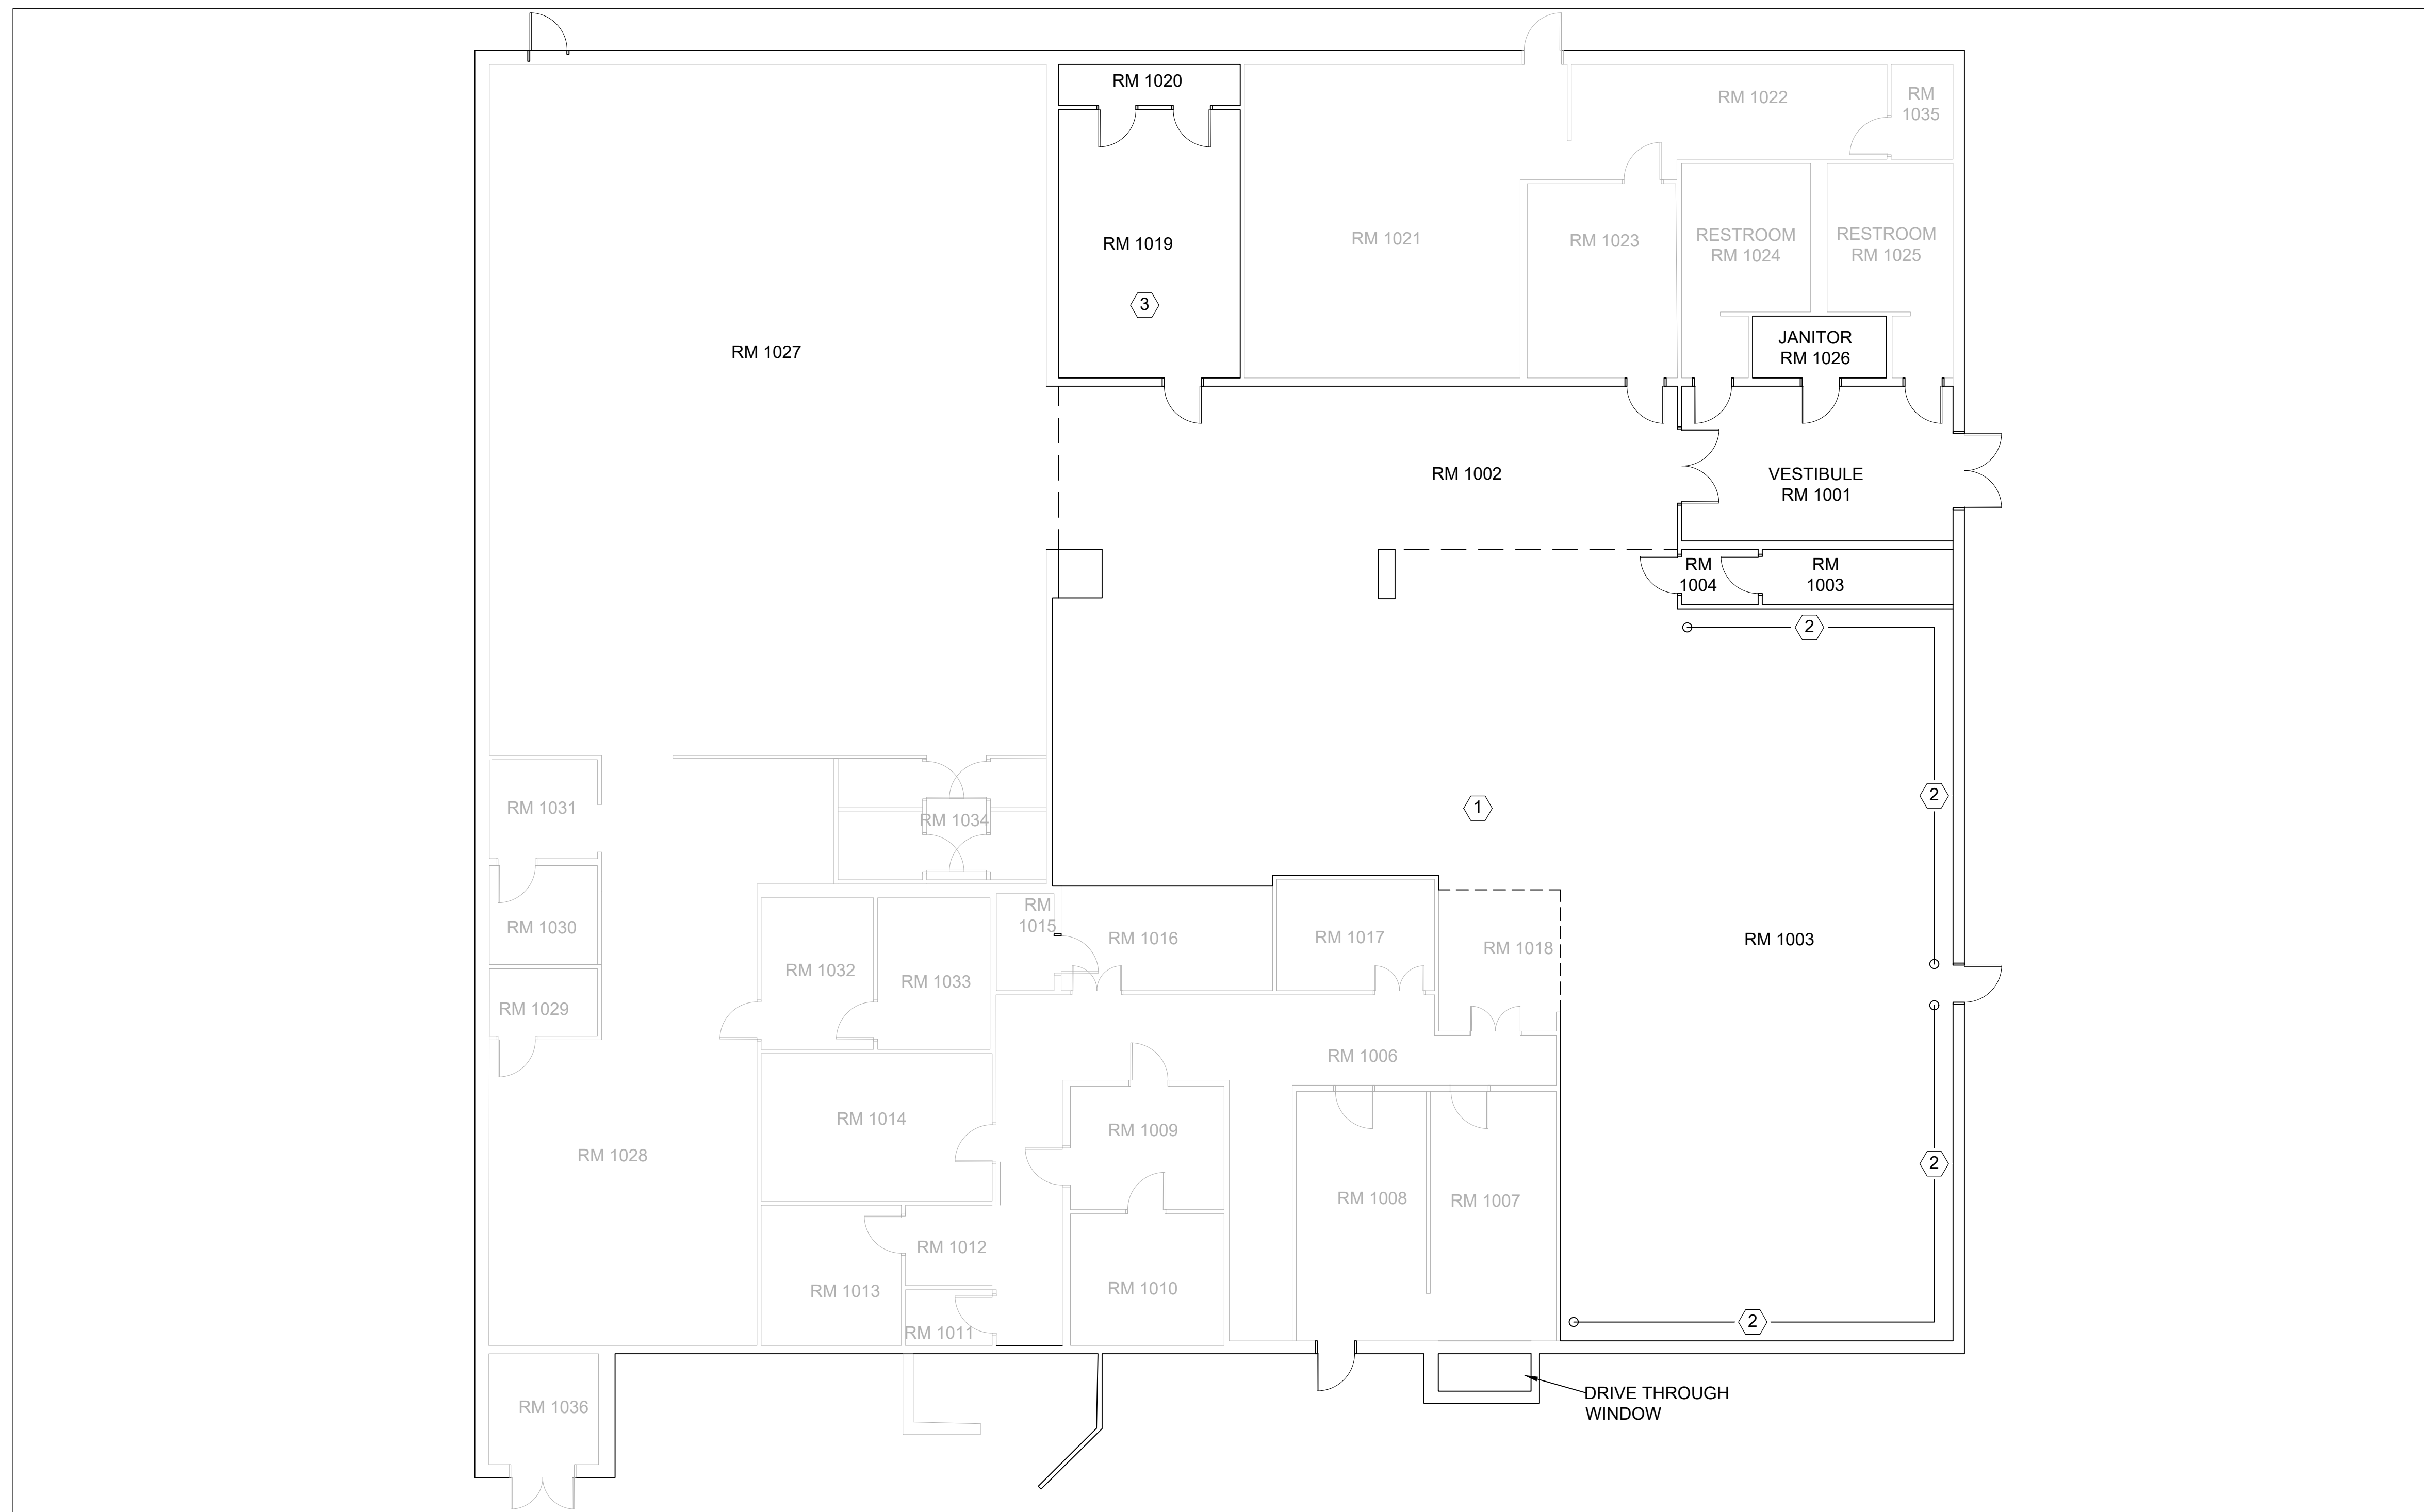 RM 1020
RM 1022
RM
1035
RM 1019
RM 1021
RM 1023
RESTROOM
RM 1024
RESTROOM
RM 1025
3
JANITOR
RM 1026
RM 1027
RM 1002
VESTIBULE
RM 1001
RM
1004
RM
1003
2
2
1
RM 1031
RM 1034
RM 1030
RM
1015
RM 1016
RM 1017
RM 1018
RM 1003
RM 1032
RM 1033
RM 1029
RM 1006
RM 1014
RM 1009
RM 1028
2
RM 1008
RM 1007
RM 1012
RM 1013
RM 1010
RM 1011
2
DRIVE THROUGH
WINDOW
RM 1036